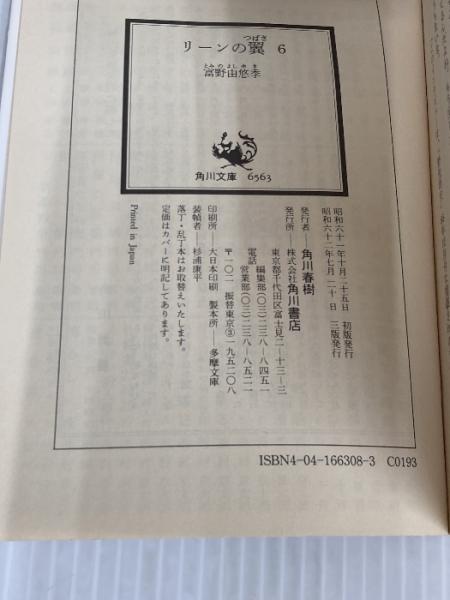 つばさ
リーンの翼 6
とみ の よし ゆ き
富野由悠季
角川文庫 6563
昭和六十一年十月二十五日 初版発行
昭和六十二年七月二十日 三版発行
発行者―角川春樹
発行所―株式会社角川書店
東京都千代田区富士見二―十三―三
電話 編集部(〇三)二三八―八四五一
営業部(〇三)二三八―八五二一
〒一〇二 振替東京③一九五二〇八
印刷所―大日本印刷 製本所―多摩文庫
装幀者―杉浦康平
落丁・乱丁本はお取替えいたします。
定価はカバーに明記してあります。
Printed in Japan
ISBN4-04-166308-3 C0193